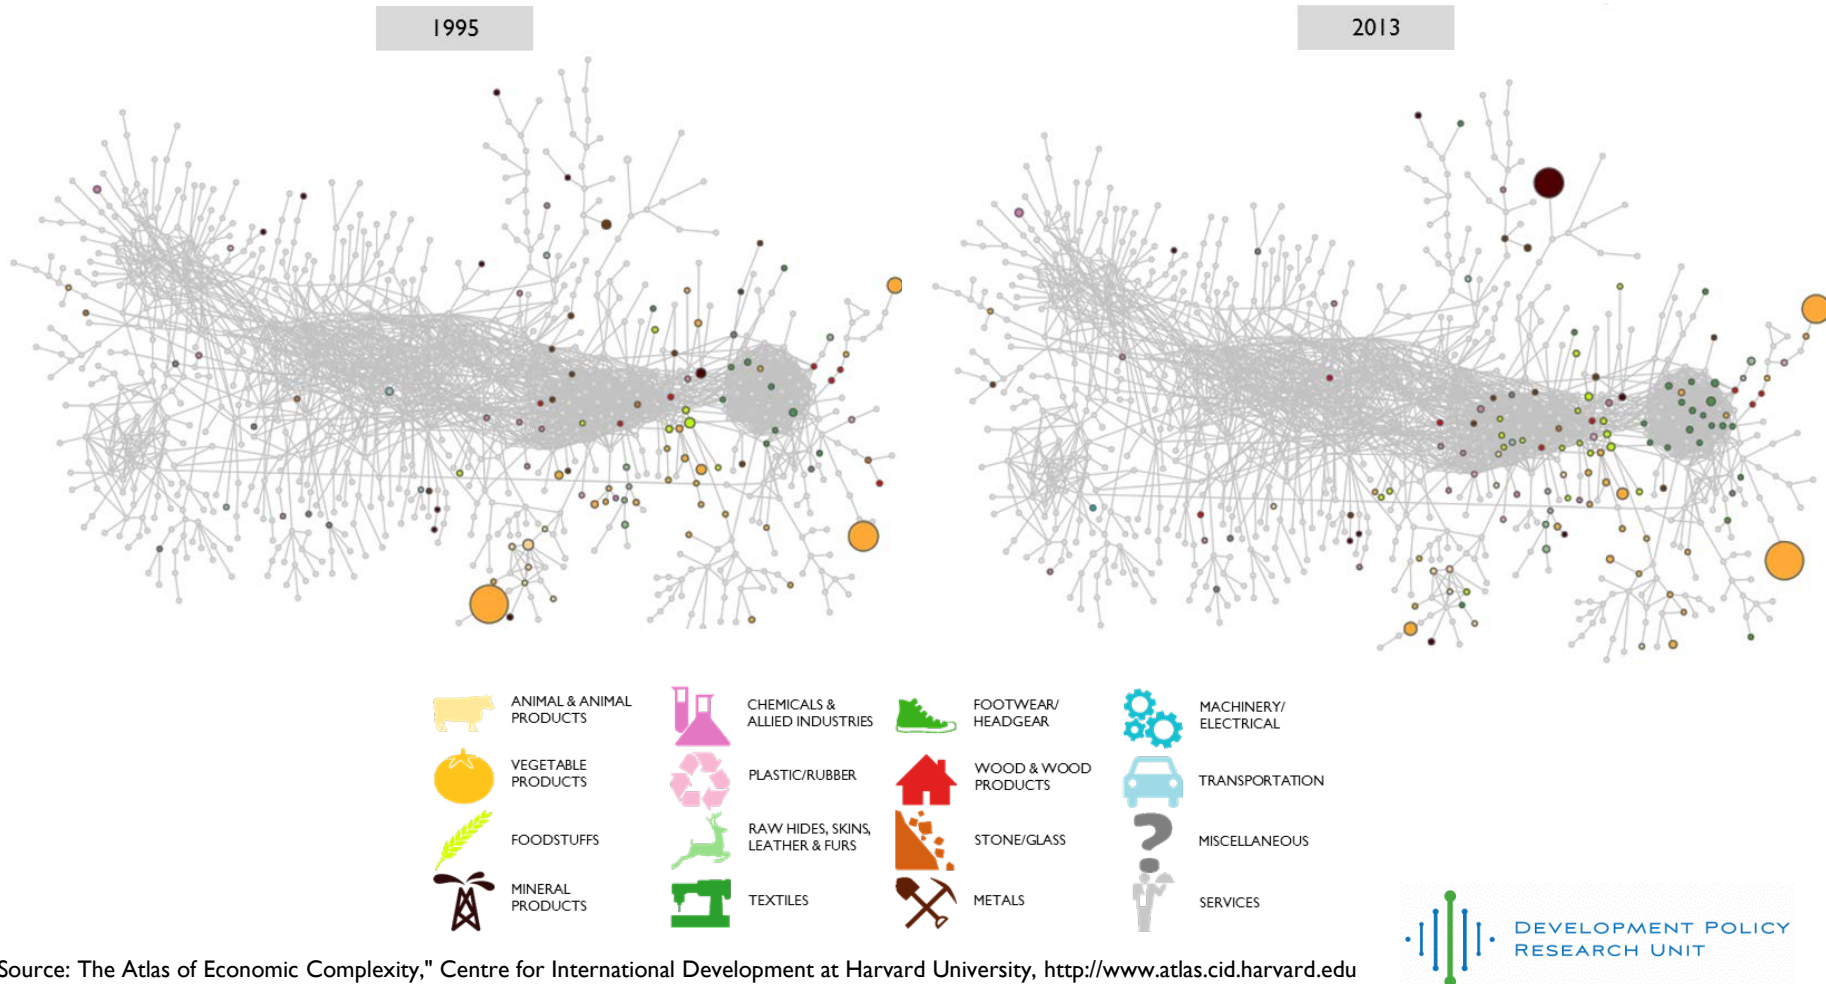 1995
2013
ANIMAL & ANIMAL
PRODUCTS
CHEMICALS &
ALLIED INDUSTRIES
FOOTWEAR/
HEADGEAR
MACHINERY/
ELECTRICAL
VEGETABLE
PRODUCTS
PLASTIC/RUBBER
WOOD & WOOD
PRODUCTS
TRANSPORTATION
FOODSTUFFS
RAW HIDES, SKINS,
LEATHER & FURS
STONE/GLASS
MISCELLANEOUS
MINERAL
PRODUCTS
TEXTILES
METALS
SERVICES
DEVELOPMENT POLICY
RESEARCH UNIT
Source: The Atlas of Economic Complexity," Centre for International Development at Harvard University, http://www.atlas.cid.harvard.edu